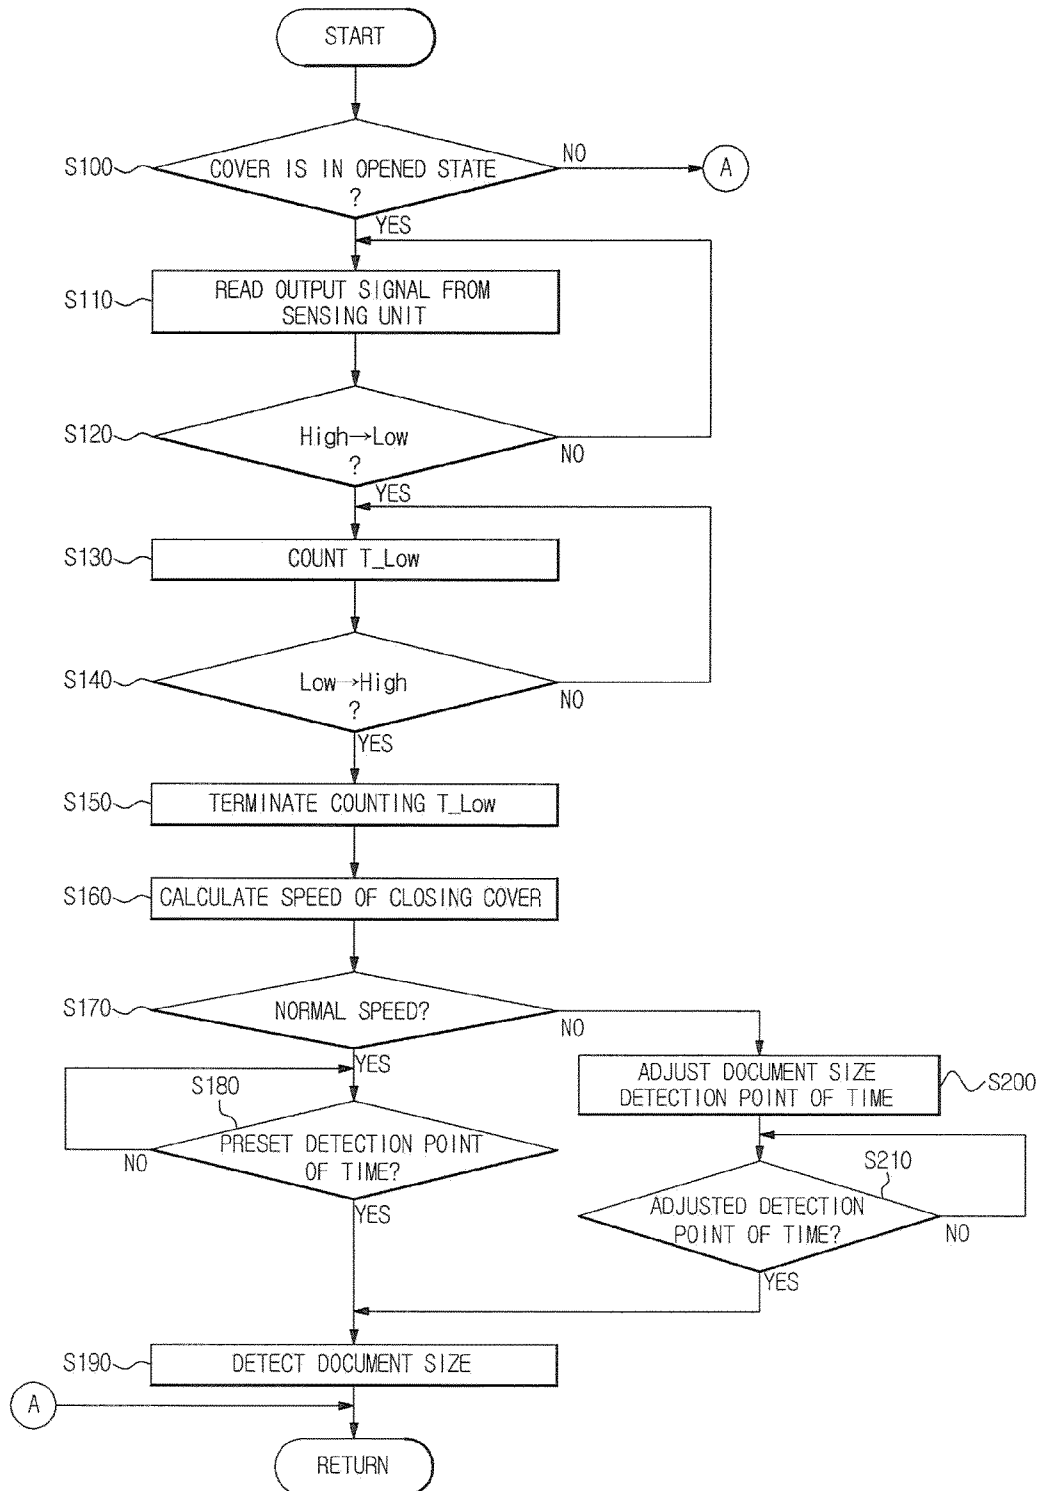 START
S100
COVER IS IN OPENED STATE
?
NO
A
YES
S110
READ OUTPUT SIGNAL FROM
SENSING UNIT
S120
High→Low
?
NO
YES
S130
COUNT T_Low
S140
Low→High
?
NO
YES
S150
TERMINATE COUNTING T_Low
S160
CALCULATE SPEED OF CLOSING COVER
S170
NORMAL SPEED?
NO
YES
S180
PRESET DETECTION POINT
OF TIME?
NO
YES
ADJUST DOCUMENT SIZE
DETECTION POINT OF TIME
S200
S210
ADJUSTED DETECTION
POINT OF TIME?
NO
YES
S190
DETECT DOCUMENT SIZE
A
RETURN